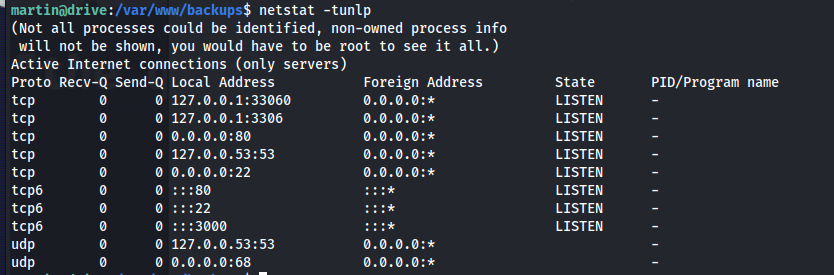 martin@drive:/var/www/backups$ netstat -tunlp
(Not all processes could be identified, non-owned process info
 will not be shown, you would have to be root to see it all.)
Active Internet connections (only servers)
Proto Recv-Q Send-Q Local Address           Foreign Address         State       PID/Program name
tcp        0      0 127.0.0.1:33060         0.0.0.0:*               LISTEN      -
tcp        0      0 127.0.0.1:3306          0.0.0.0:*               LISTEN      -
tcp        0      0 0.0.0.0:80              0.0.0.0:*               LISTEN      -
tcp        0      0 127.0.0.53:53           0.0.0.0:*               LISTEN      -
tcp        0      0 0.0.0.0:22              0.0.0.0:*               LISTEN      -
tcp6       0      0 :::80                   :::*                    LISTEN      -
tcp6       0      0 :::22                   :::*                    LISTEN      -
tcp6       0      0 :::3000                 :::*                    LISTEN      -
udp        0      0 127.0.0.53:53           0.0.0.0:*                           -
udp        0      0 0.0.0.0:68              0.0.0.0:*                           -